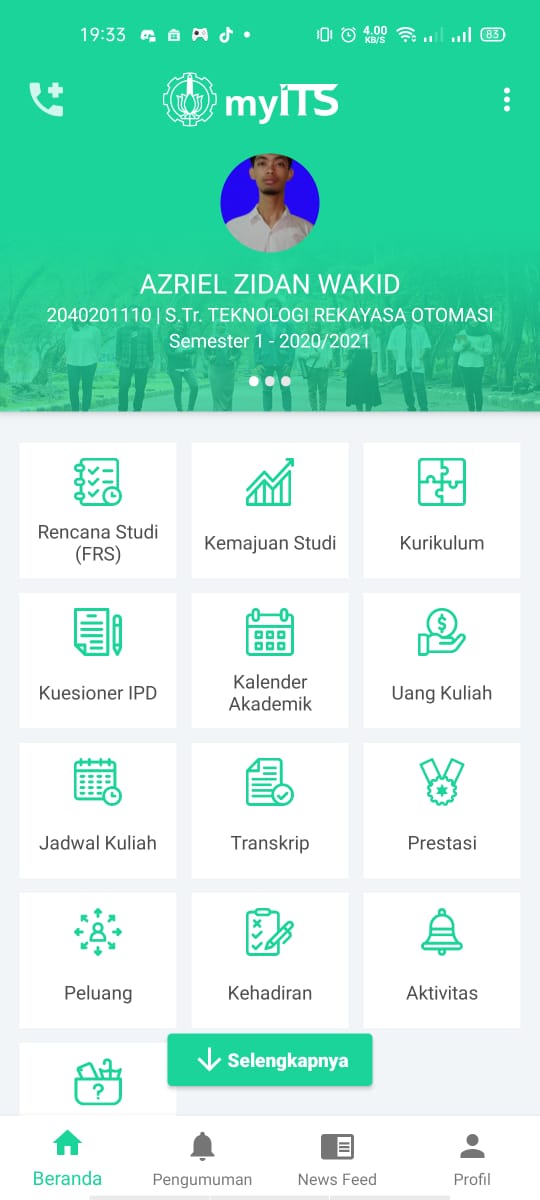 19:33
4.00
KB/S
83
myITS
AZRIEL ZIDAN WAKID
2040201110 | S.Tr. TEKNOLOGI REKAYASA OTOMASI
Semester 1 - 2020/2021
Rencana Studi
(FRS)
Kemajuan Studi
Kurikulum
Kuesioner IPD
Kalender
Akademik
Uang Kuliah
Jadwal Kuliah
Transkrip
Prestasi
Peluang
Kehadiran
Aktivitas
Selengkapnya
Beranda
Pengumuman
News Feed
Profil